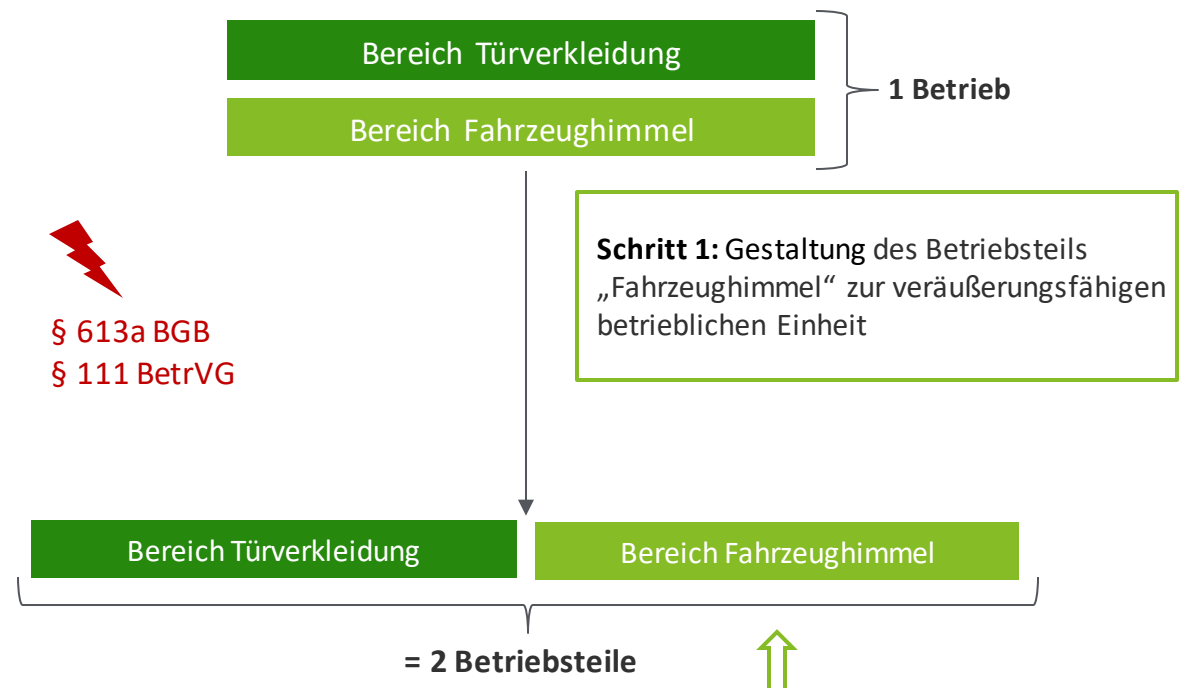 Bereich Türverkleidung
1 Betrieb
Bereich Fahrzeughimmel
Schritt 1: Gestaltung des Betriebsteils
„Fahrzeughimmel“ zur veräußerungsfähigen
betrieblichen Einheit
§ 613a BGB
§ 111 BetrVG
Bereich Türverkleidung
Bereich Fahrzeughimmel
= 2 Betriebsteile